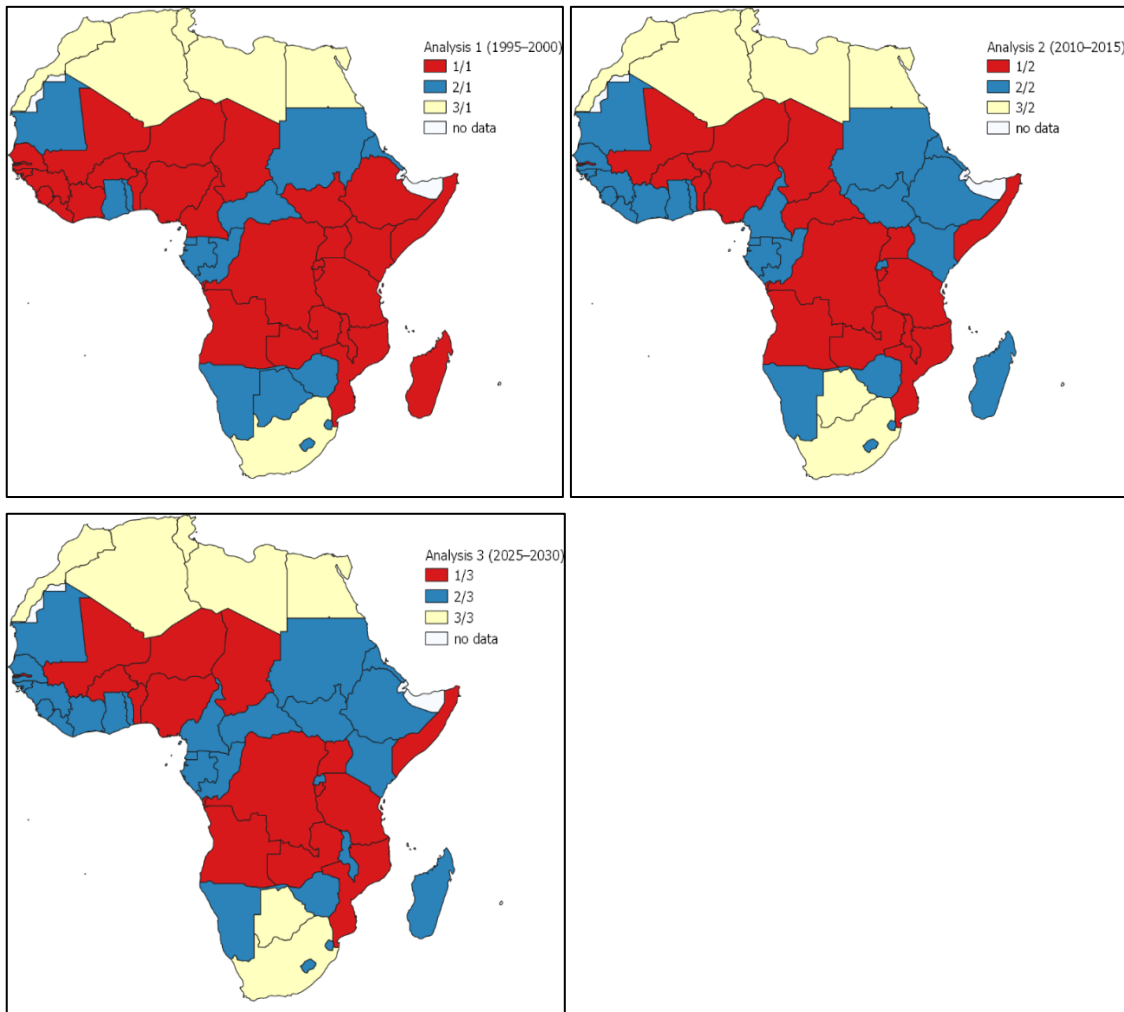 Analysis 1 (1995–2000)
1/1
2/1
3/1
no data
Analysis 2 (2010–2015)
1/2
2/2
3/2
no data
Analysis 3 (2025–2030)
1/3
2/3
3/3
no data